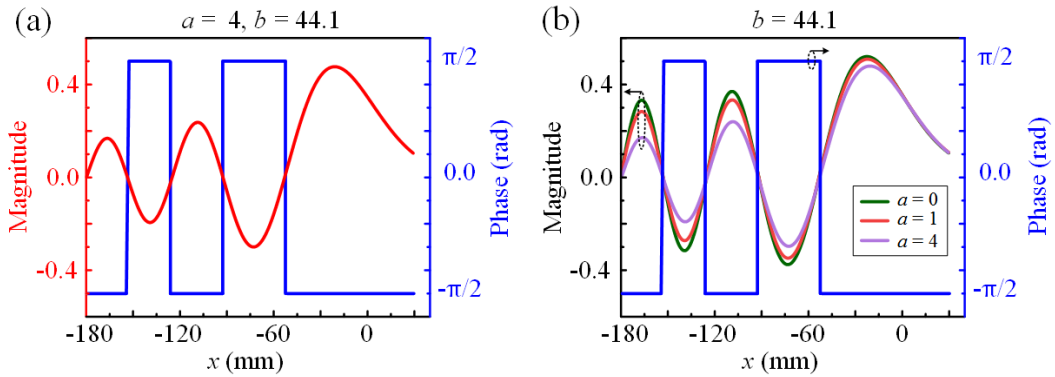 (a)
a = 4, b = 44.1
Magnitude
0.4
0.0
-0.4
π/2
0.0
-π/2
Phase (rad)
-180
-120
-60
0
x (mm)
(b)
b = 44.1
Magnitude
0.4
0.0
-0.4
a = 0
a = 1
a = 4
π/2
0.0
-π/2
Phase (rad)
-180
-120
-60
0
x (mm)